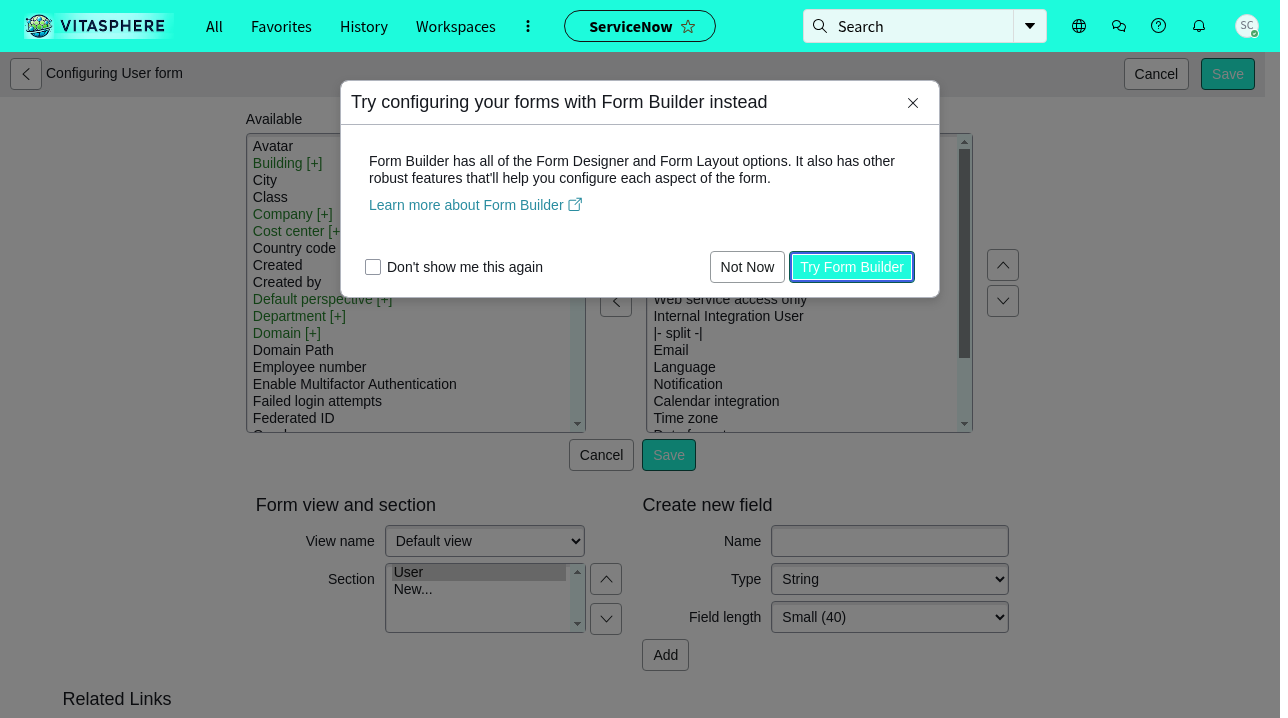 VITASPHERE
All
Favorites
History
Workspaces
ServiceNow
Search
SC
Configuring User form
Cancel
Save
Try configuring your forms with Form Builder instead
Form Builder has all of the Form Designer and Form Layout options. It also has other
robust features that'll help you configure each aspect of the form.
Learn more about Form Builder
Don't show me this again
Not Now
Try Form Builder
Available
Avatar
Building [+]
City
Class
Company [+]
Cost center [+
Country code
Created
Created by
Default perspective [+]
Department [+]
Domain [+]
Domain Path
Employee number
Enable Multifactor Authentication
Failed login attempts
Federated ID
Web service access only
Internal Integration User
|- split -|
Email
Language
Notification
Calendar integration
Time zone
Cancel
Save
Form view and section
View name
Default view
Section
User
New...
Create new field
Name
Type
String
Field length
Small (40)
Add
Related Links